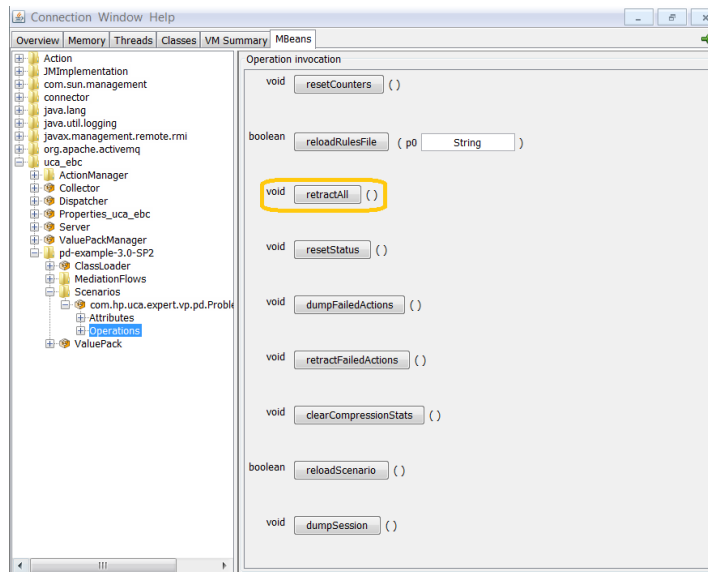 Connection Window Help
Overview Memory Threads Classes VM Summary MBeans
Action
JMImplementation
com.sun.management
connector
java.lang
java.util.logging
javax.management.remote.rmi
org.apache.activemq
uca_ebc
ActionManager
Collector
Dispatcher
Properties_uca_ebc
Server
ValuePackManager
pd-example-3.0-SP2
ClassLoader
MediationFlows
Scenarios
com.hp.uca.expert.vp.pd.Proble
Attributes
Operations
ValuePack
Operation invocation
void resetCounters ( )
boolean reloadRulesFile ( p0 String )
void retractAll ( )
void resetStatus ( )
void dumpFailedActions ( )
void retractFailedActions ( )
void clearCompressionStats ( )
boolean reloadScenario ( )
void dumpSession ( )